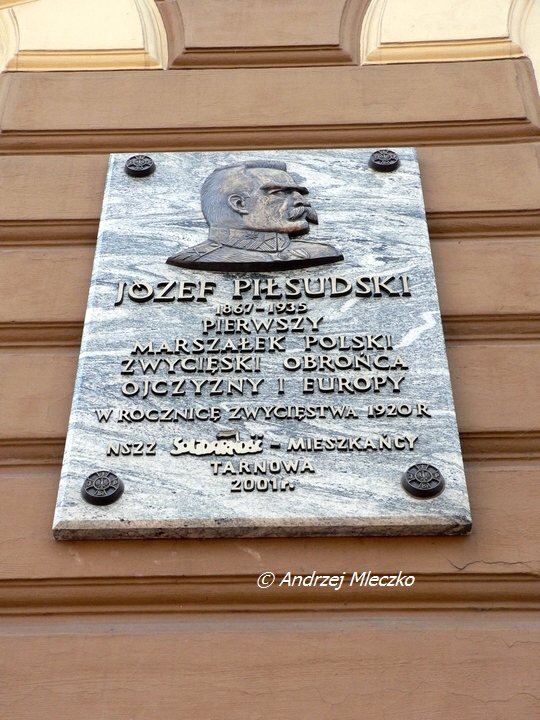 JÓZEF PIŁSUDSKI
1867-1935
PIERWSZY
MARSZAŁEK POLSKI
ZWYCIĘSKI OBROŃCA
OJCZYZNY I EUROPY
W ROCZNICĘ ZWYCIĘSTWA 1920 R
NSZZ SOLIDARNOŚĆ - MIESZKAŃCY
TARNOWA
2001 r.
© Andrzej Mleczko